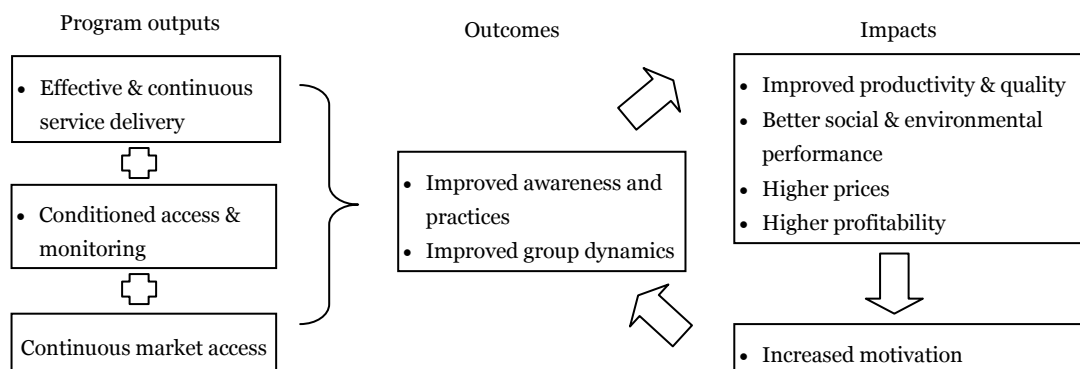 Program outputs
• Effective & continuous
service delivery
• Conditioned access &
monitoring
Continuous market access
Outcomes
• Improved awareness and
practices
• Improved group dynamics
Impacts
• Improved productivity & quality
• Better social & environmental
performance
• Higher prices
• Higher profitability
• Increased motivation